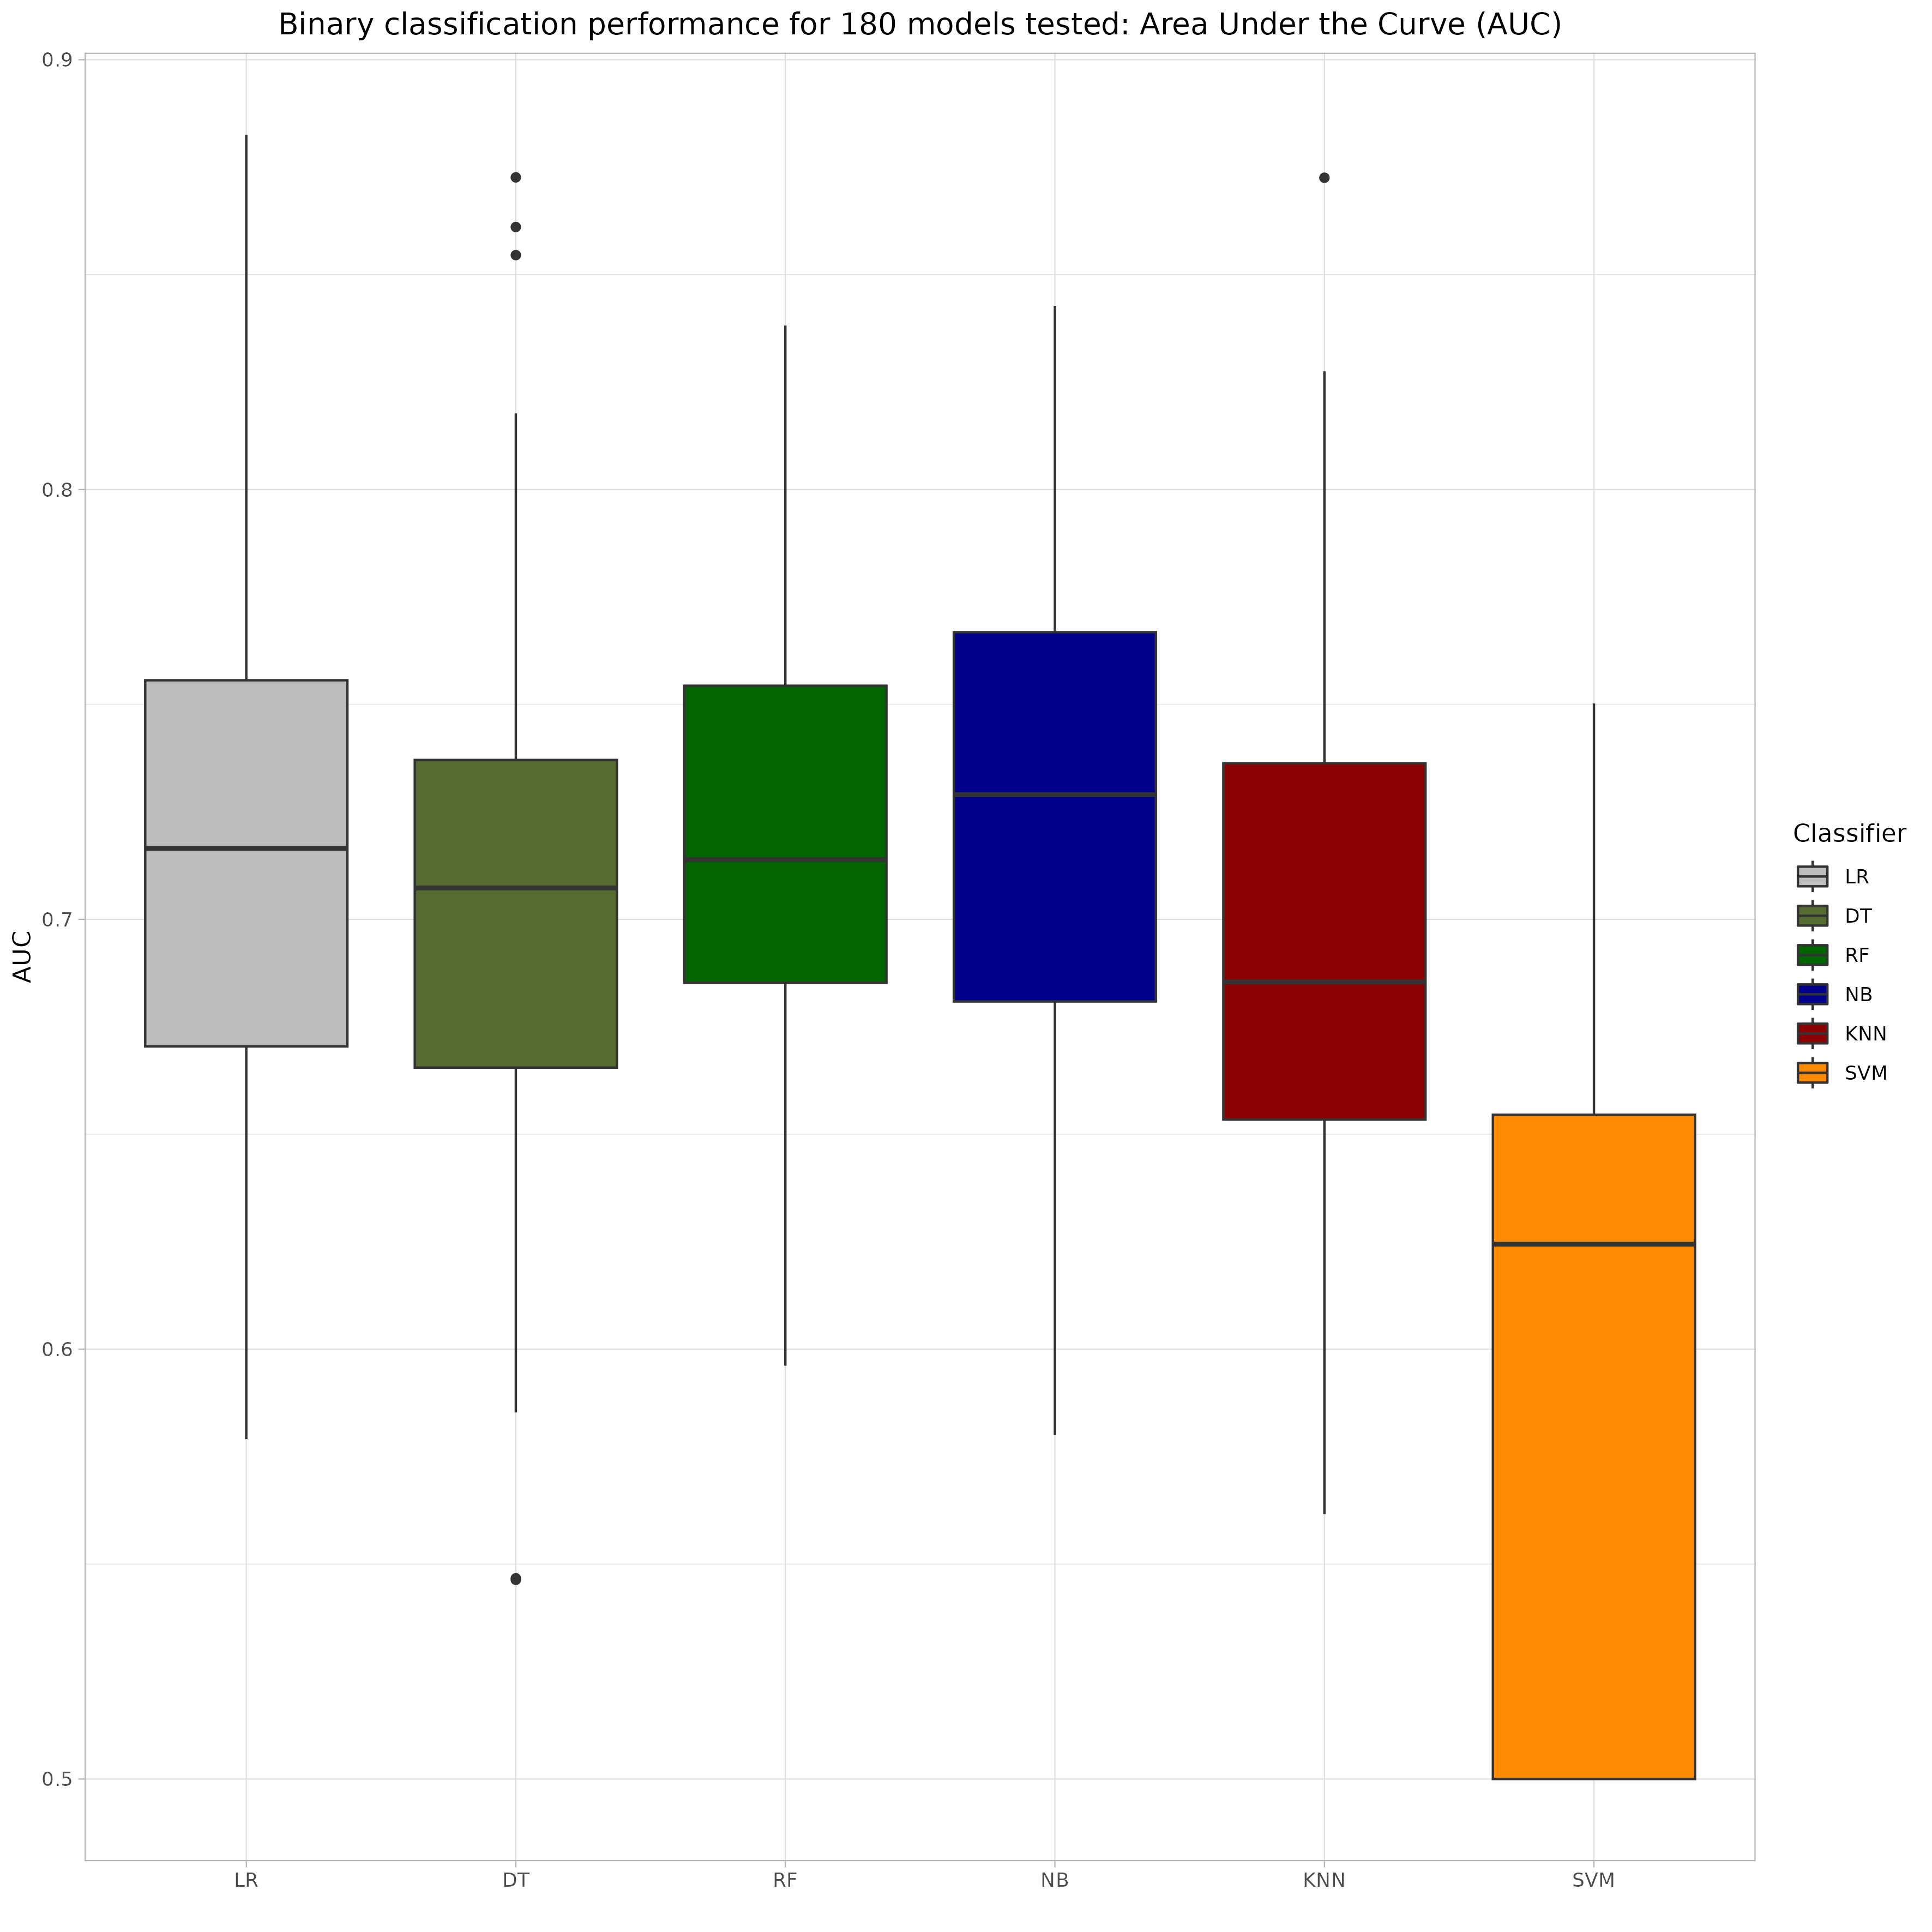 Binary classification performance for 180 models tested: Area Under the Curve (AUC)
0.9
0.8
0.7
0.6
0.5
AUC
LR
DT
RF
NB
KNN
SVM
Classifier
LR
DT
RF
NB
KNN
SVM